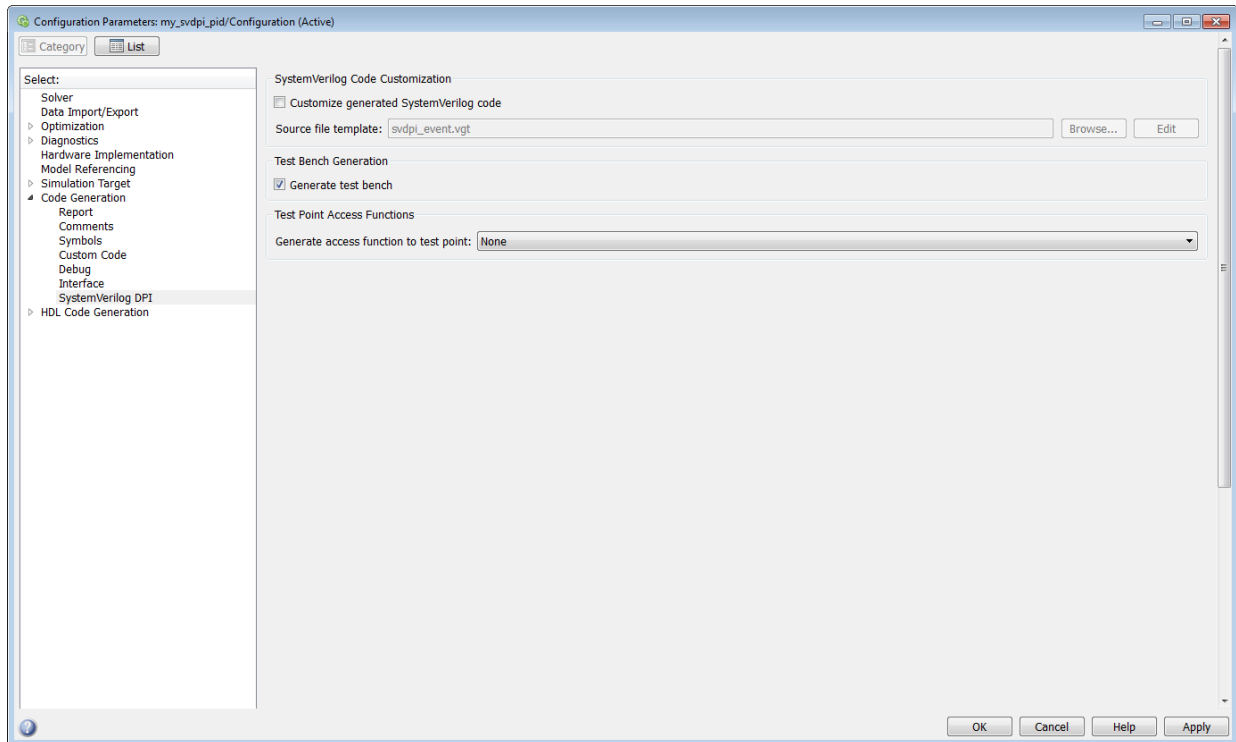 Configuration Parameters: my_svdpi_pid/Configuration (Active)
Category List
Select:
Solver
Data Import/Export
Optimization
Diagnostics
Hardware Implementation
Model Referencing
Simulation Target
Code Generation
Report
Comments
Symbols
Custom Code
Debug
Interface
SystemVerilog DPI
HDL Code Generation
SystemVerilog Code Customization
Customize generated SystemVerilog code
Source file template: svdpi_event.vgt Browse... Edit
Test Bench Generation
Generate test bench
Test Point Access Functions
Generate access function to test point: None
OK Cancel Help Apply